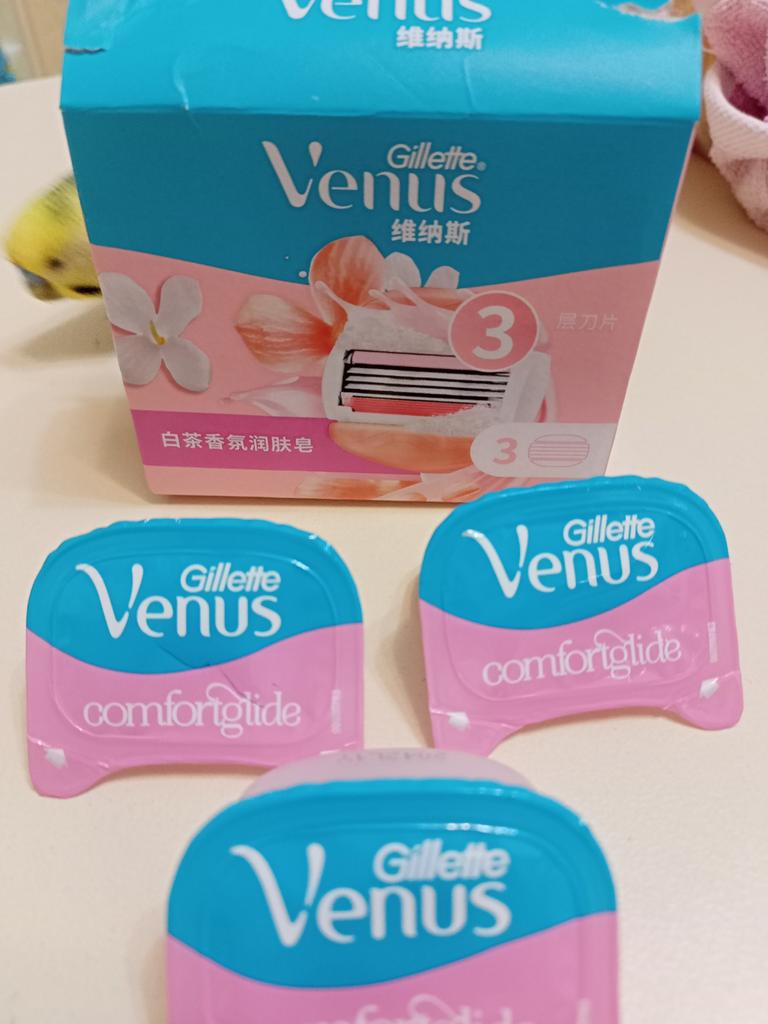 Venus
维纳斯
Gillette®
Venus
维纳斯
3
层刀片
白茶香氛润肤皂
3
Gillette
Venus
comfortglide
Gillette
Venus
comfortglide
Gillette
Venus
comfortglide